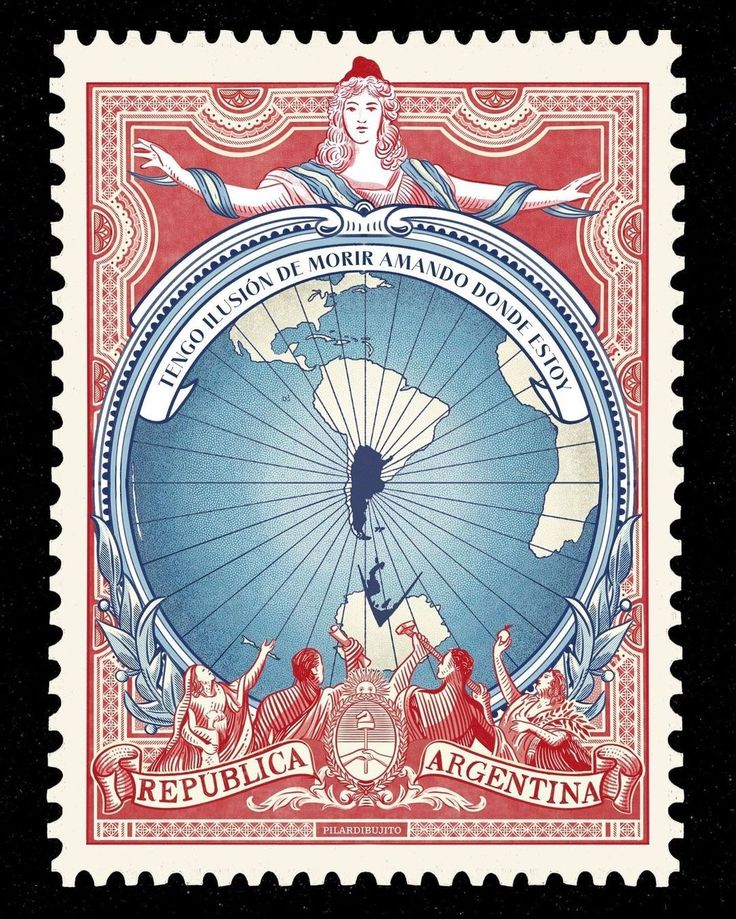 TENGO ILUSIÓN DE MORIR AMANDO DONDE ESTOY
REPÚBLICA ARGENTINA
PILARDIBUJITO